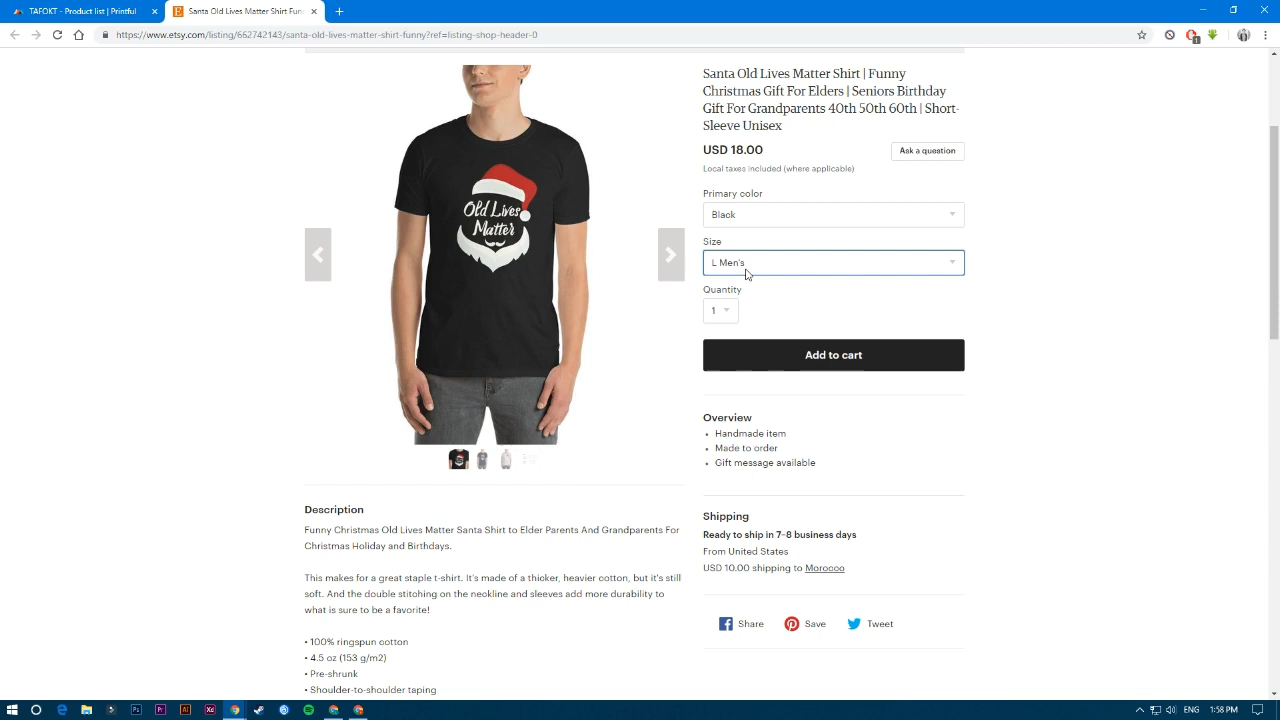 TAFOKT - Product list | Printful
Santa Old Lives Matter Shirt Fun
https://www.etsy.com/listing/662742143/santa-old-lives-matter-shirt-funny?ref=listing-shop-header-0
1
Santa Old Lives Matter Shirt | Funny
Christmas Gift For Elders | Seniors Birthday
Gift For Grandparents 40th 50th 60th | Short-
Sleeve Unisex
USD 18.00
Ask a question
Local taxes included (where applicable)
Primary color
Black
Size
L Men's
Quantity
1
Add to cart
Old Lives
Matter
Overview
• Handmade item
• Made to order
• Gift message available
Shipping
Ready to ship in 7–8 business days
From United States
USD 10.00 shipping to Morocco
Share
Save
Tweet
Description
Funny Christmas Old Lives Matter Santa Shirt to Elder Parents And Grandparents For
Christmas Holiday and Birthdays.
This makes for a great staple t-shirt. It's made of a thicker, heavier cotton, but it's still
soft. And the double stitching on the neckline and sleeves add more durability to
what is sure to be a favorite!
• 100% ringspun cotton
• 4.5 oz (153 g/m2)
• Pre-shrunk
• Shoulder-to-shoulder taping
Ps
Pr
Ai
Xd
ENG
1:58 PM